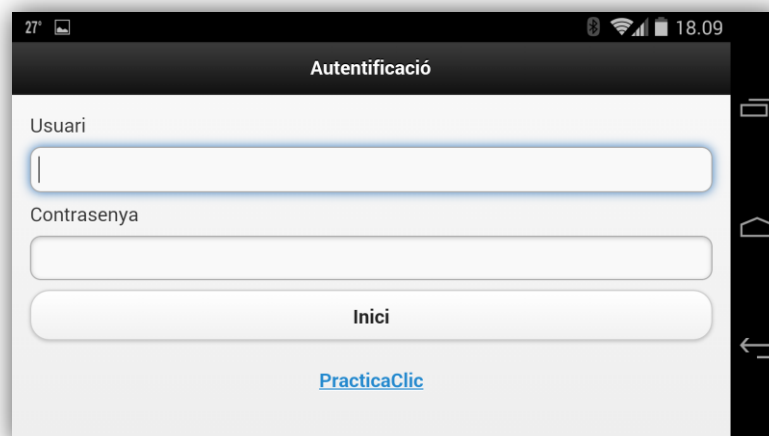 27° 18.09
Autentificació
Usuari
Contrasenya
Inici
PracticaClic